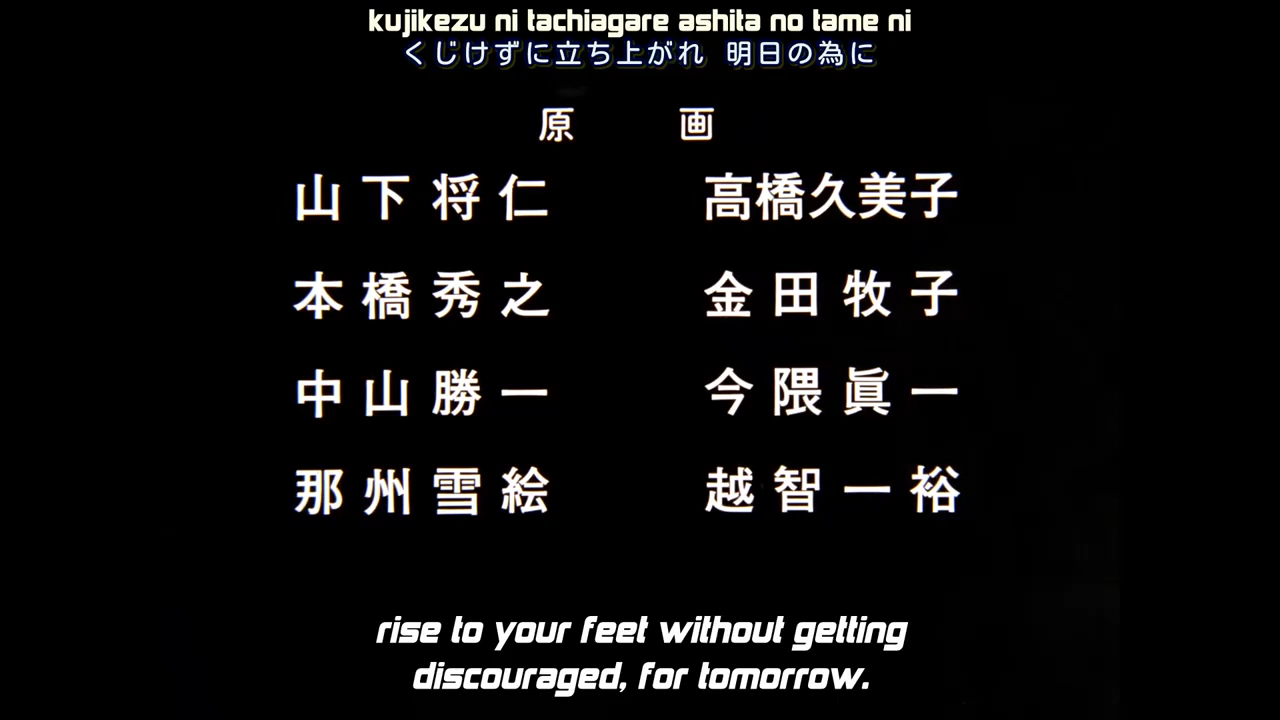 kujikezu ni tachiagare ashita no tame ni
くじけずに立ち上がれ 明日の為に
原 画
山下将仁 高橋久美子
本橋秀之 金田牧子
中山勝一 今隈眞一
那州雪絵 越智一裕
rise to your feet without getting
discouraged, for tomorrow.